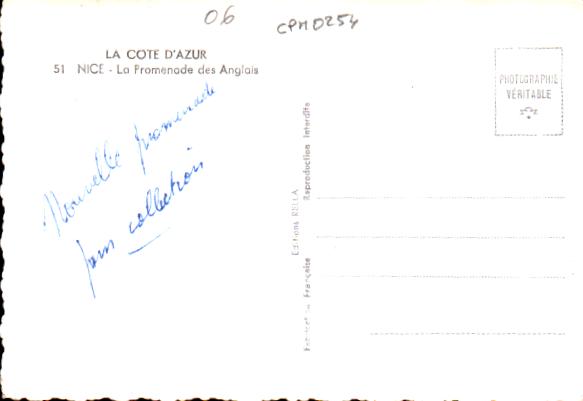 06
CPM0254
LA COTE D'AZUR
51 NICE - La Promenade des Anglais
Nouvelle promenade
pour collection
PHOTOGRAPHIE
VÉRITABLE
Editions RELLA
Fabrication Française Reproduction Interdite